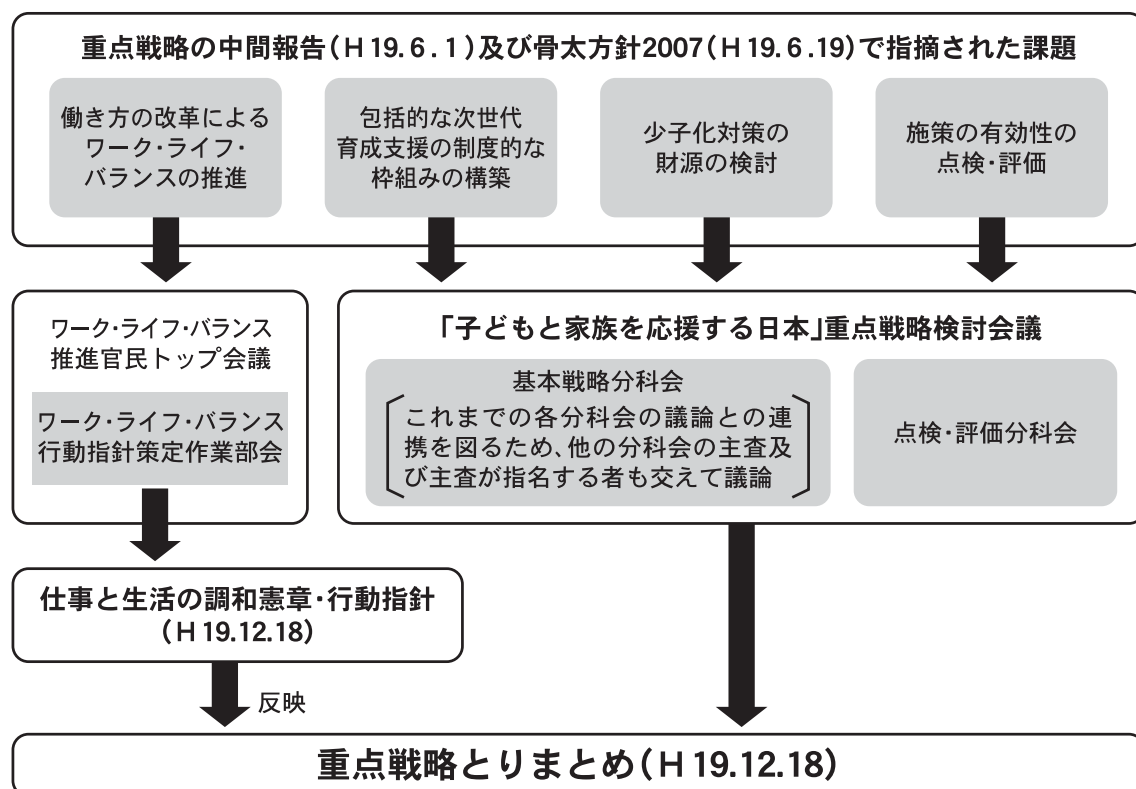 重点戦略の中間報告(H19.6.1)及び骨太方針2007(H19.6.19)で指摘された課題
働き方の改革による
ワーク・ライフ・
バランスの推進
包括的な次世代
育成支援の制度的な
枠組みの構築
少子化対策の
財源の検討
施策の有効性の
点検・評価
ワーク・ライフ・バランス
推進官民トップ会議
ワーク・ライフ・バランス
行動指針策定作業部会
「子どもと家族を応援する日本」重点戦略検討会議
基本戦略分科会
これまでの各分科会の議論との連
携を図るため、他の分科会の主査及
び主査が指名する者も交えて議論
点検・評価分科会
仕事と生活の調和憲章・行動指針
(H19.12.18)
反映
重点戦略とりまとめ(H19.12.18)